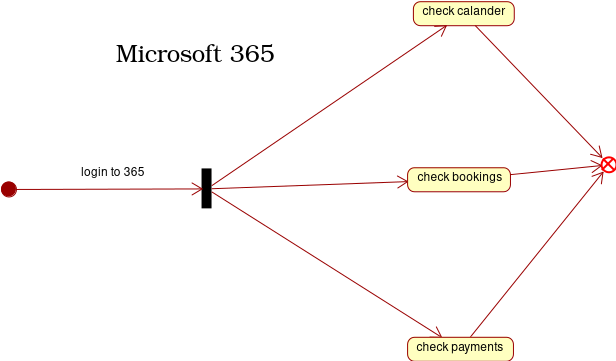 check calander
Microsoft 365
login to 365
check bookings
check payments